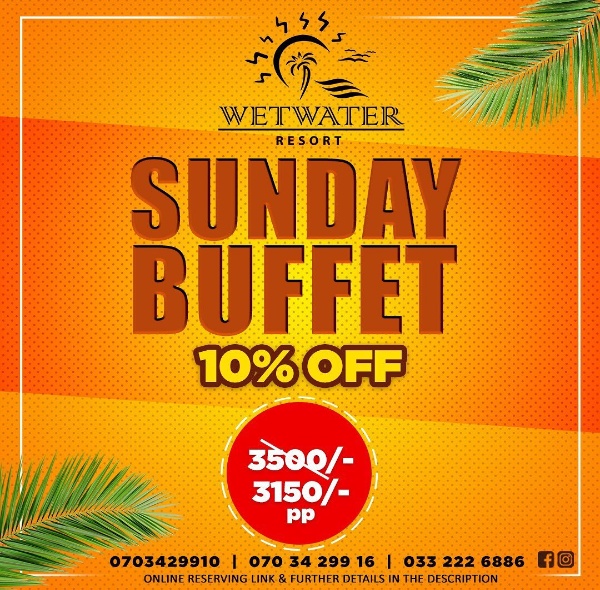 WETWATER
RESORT
SUNDAY
BUFFET
10% OFF
3500/-
3150/-
pp
0703429910 | 070 34 299 16 | 033 222 6886
ONLINE RESERVING LINK & FURTHER DETAILS IN THE DESCRIPTION